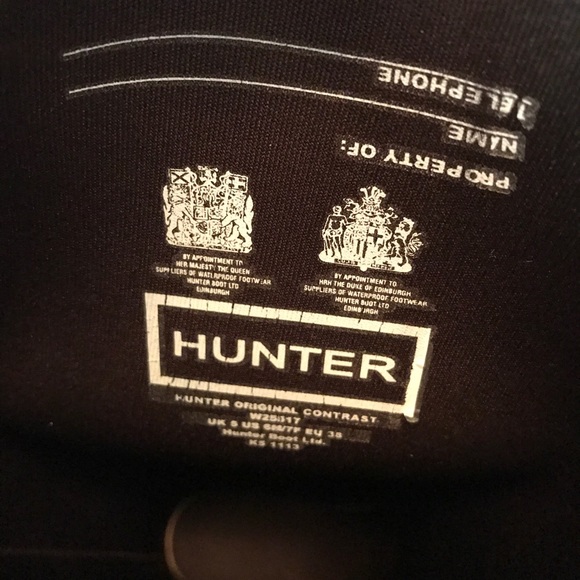 TELEPHONE
NAME
PROPERTY OF:
BY APPOINTMENT TO
HER MAJESTY THE QUEEN
SUPPLIERS OF WATERPROOF FOOTWEAR
HUNTER BOOT LTD
EDINBURGH
BY APPOINTMENT TO
HRH THE DUKE OF EDINBURGH
SUPPLIERS OF WATERPROOF FOOTWEAR
HUNTER BOOT LTD
EDINBURGH
HUNTER
HUNTER ORIGINAL CONTRAST
UK 5 US 6M/7F EU 38
Hunter Boot Ltd.
KS 1113